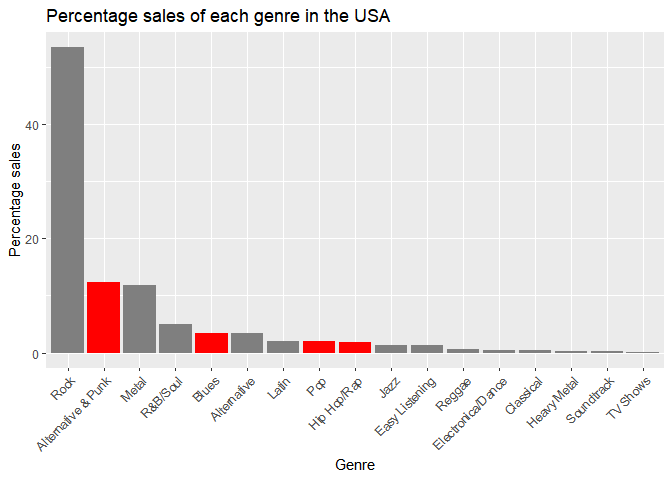 Percentage sales of each genre in the USA
Percentage sales
40
20
0
Rock
Alternative & Punk
Metal
R&B/Soul
Blues
Alternative
Latin
Pop
Hip Hop/Rap
Jazz
Easy Listening
Reggae
Electronica/Dance
Classical
Heavy Metal
Soundtrack
TV Shows
Genre